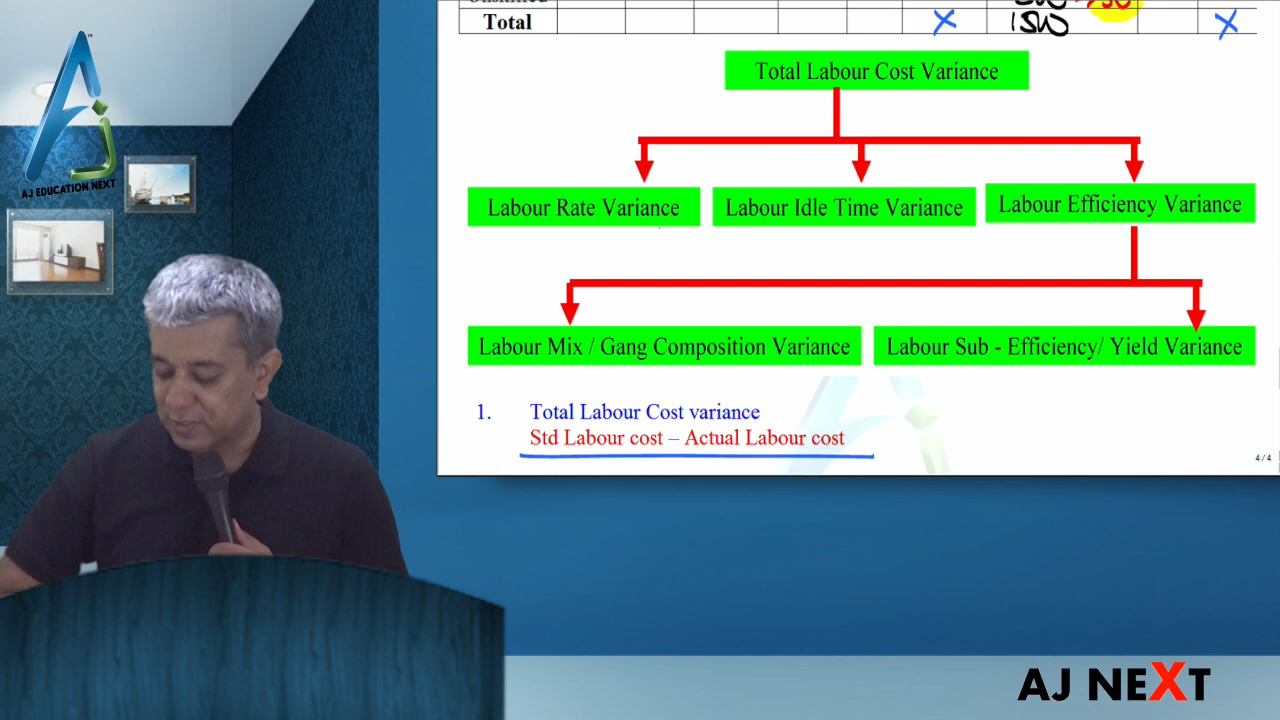 Total
Total Labour Cost Variance
Labour Rate Variance
Labour Idle Time Variance
Labour Efficiency Variance
Labour Mix / Gang Composition Variance
Labour Sub - Efficiency/ Yield Variance
1. Total Labour Cost variance
Std Labour cost – Actual Labour cost
4/4
AJ EDUCATION NEXT
AJ NEXT